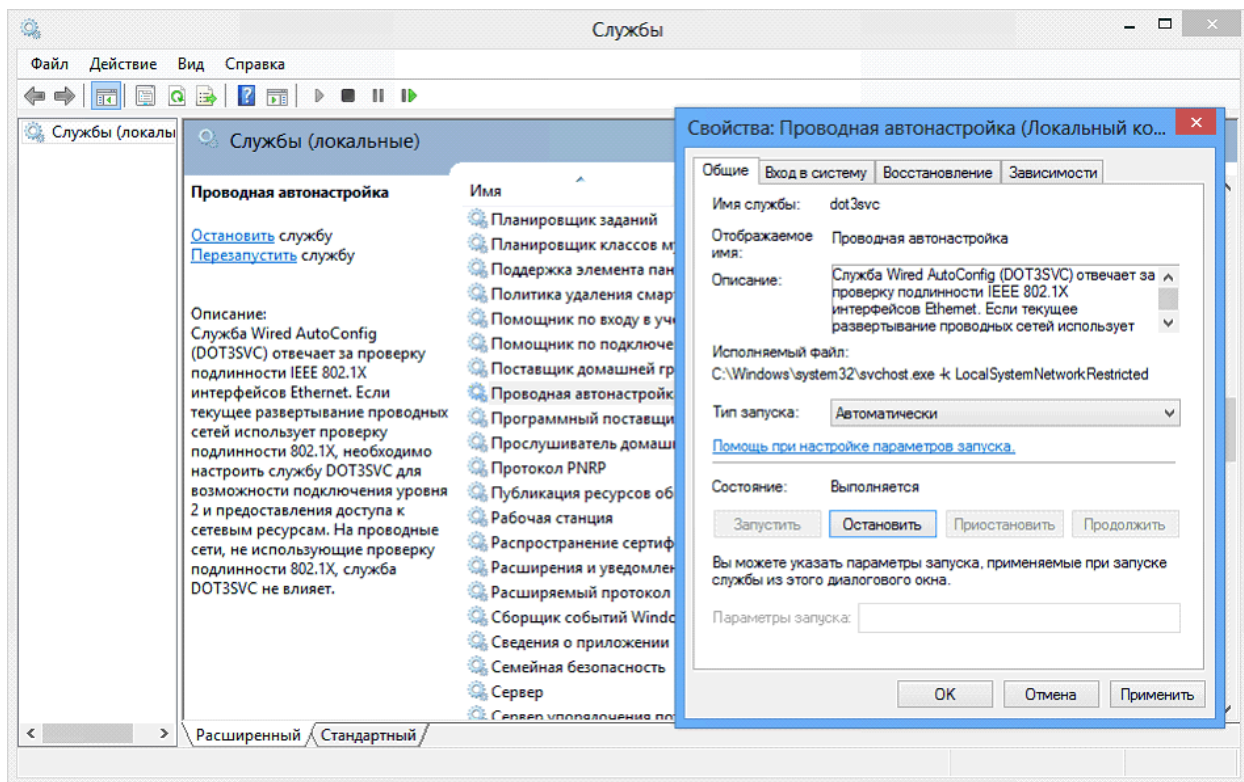 Службы
Файл Действие Вид Справка
Службы (локалы
Службы (локальные)
Проводная автонастройка
Остановить службу
Перезапустить службу
Описание:
Служба Wired AutoConfig
(DOT3SVC) отвечает за проверку
подлинности IEEE 802.1X
интерфейсов Ethernet. Если
текущее развертывание проводных
сетей использует проверку
подлинности 802.1X, необходимо
настроить службу DOT3SVC для
возможности подключения уровня
2 и предоставления доступа к
сетевым ресурсам. На проводные
сети, не использующие проверку
подлинности 802.1X, служба
DOT3SVC не влияет.
Имя
Планировщик заданий
Планировщик классов м
Поддержка элемента пан
Политика удаления смар
Помощник по входу в уч
Помощник по подключе
Поставщик домашней гр
Проводная автонастройк
Программный поставщи
Прослушиватель домаш
Протокол PNRP
Публикация ресурсов об
Рабочая станция
Распространение сертиф
Расширения и уведомлен
Расширяемый протокол
Сборщик событий Windo
Сведения о приложении
Семейная безопасность
Сервер
Сервер упорядочения по
Расширенный Стандартный
Свойства: Проводная автонастройка (Локальный ко...
Общие Вход в систему Восстановление Зависимости
Имя службы: dot3svc
Отображаемое
имя: Проводная автонастройка
Описание: Служба Wired AutoConfig (DOT3SVC) отвечает за
проверку подлинности IEEE 802.1X
интерфейсов Ethernet. Если текущее
развертывание проводных сетей использует
Исполняемый файл:
C:\Windows\system32\svchost.exe -k LocalSystemNetworkRestricted
Тип запуска: Автоматически
Помощь при настройке параметров запуска.
Состояние: Выполняется
Запустить Остановить Приостановить Продолжить
Вы можете указать параметры запуска, применяемые при запуске
службы из этого диалогового окна.
Параметры запуска:
OK Отмена Применить